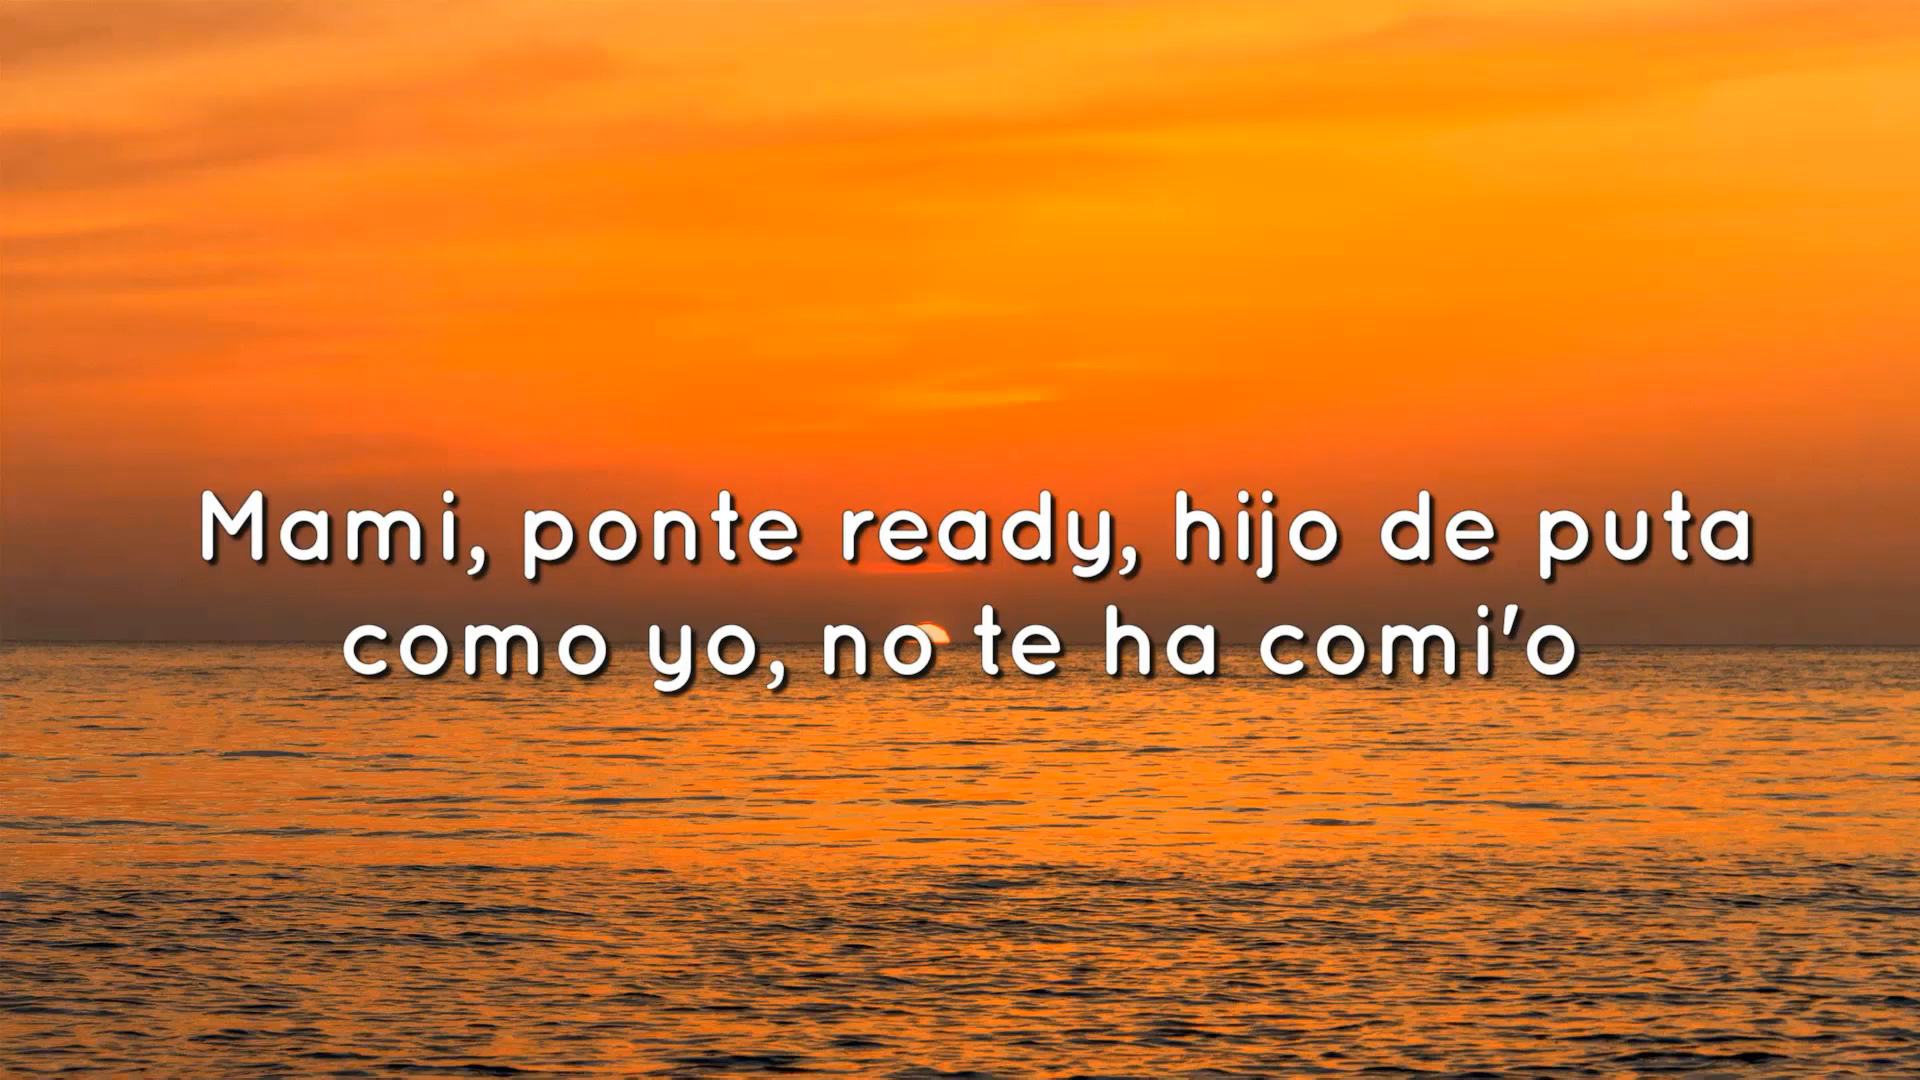 Mami, ponte ready, hijo de puta
como yo, no te ha comi'o